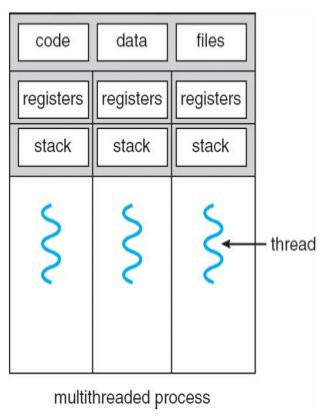 code data files
registers registers registers
stack stack stack
thread
multithreaded process